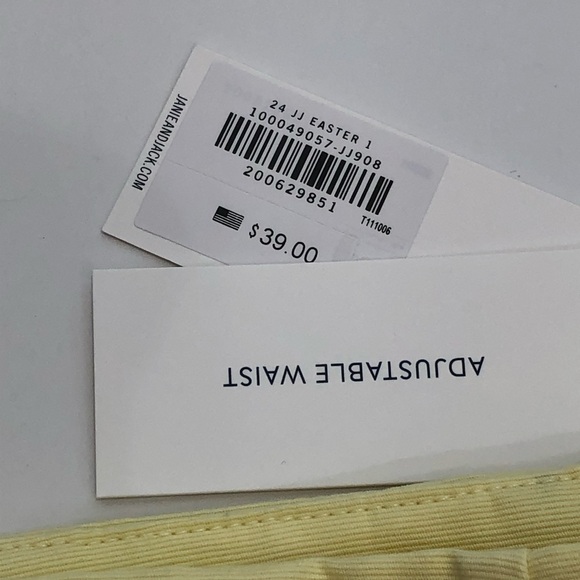 JANIEANDJACK.COM
24 JJ EASTER 1
100049057-JJ908
200629851
T111006
$39.00
ADJUSTABLE WAIST